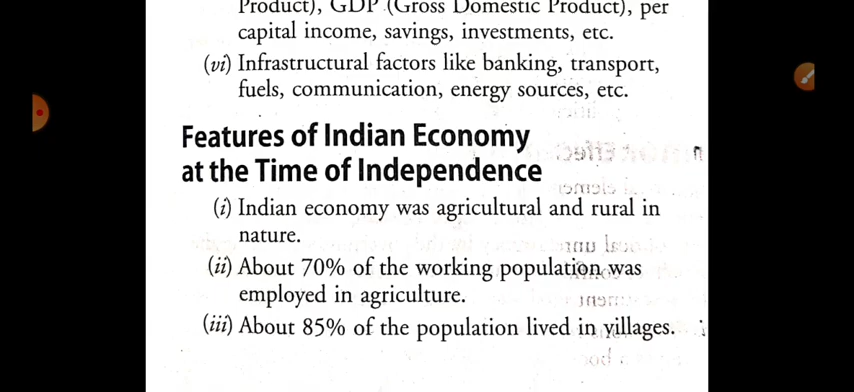 Product), GDP (Gross Domestic Product), per
capital income, savings, investments, etc.
(vi) Infrastructural factors like banking, transport,
fuels, communication, energy sources, etc.
Features of Indian Economy
at the Time of Independence
(i) Indian economy was agricultural and rural in
nature.
(ii) About 70% of the working population was
employed in agriculture.
(iii) About 85% of the population lived in villages.